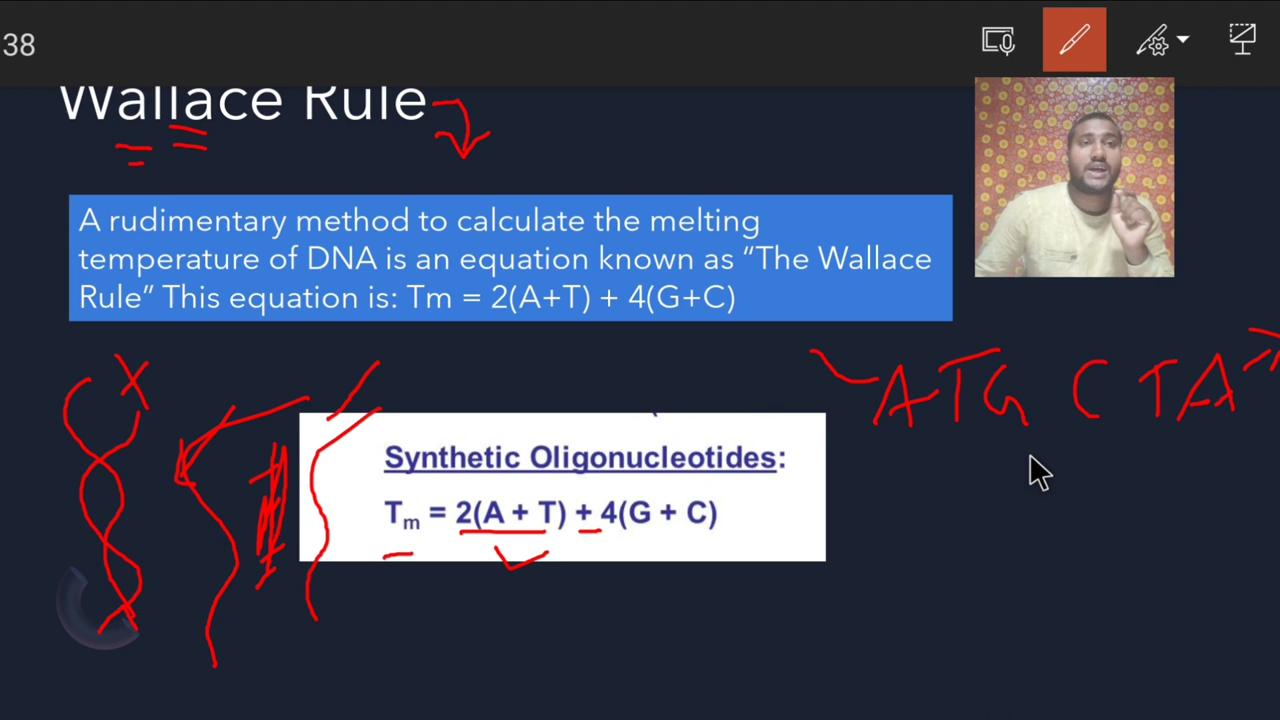 38
Wallace Rule
A rudimentary method to calculate the melting
temperature of DNA is an equation known as “The Wallace
Rule” This equation is: Tm = 2(A+T) + 4(G+C)
ATG CTAT
Synthetic Oligonucleotides:
Tm = 2(A + T) + 4(G + C)